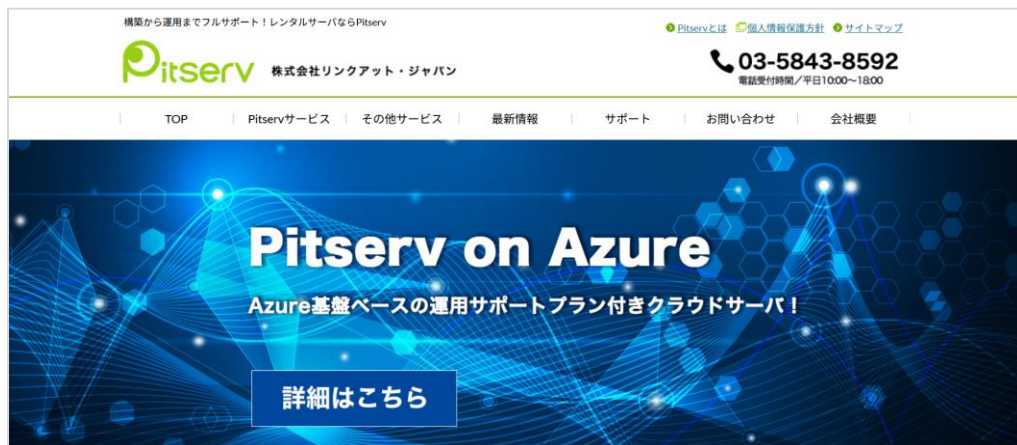 構築から運用までフルサポート！レンタルサーバならPitserv
Pitservとは 個人情報保護方針 サイトマップ
Pitserv 株式会社リンクアット・ジャパン
03-5843-8592
電話受付時間／平日10:00〜18:00
TOP Pitservサービス その他サービス 最新情報 サポート お問い合わせ 会社概要
Pitserv on Azure
Azure基盤ベースの運用サポートプラン付きクラウドサーバ！
詳細はこちら